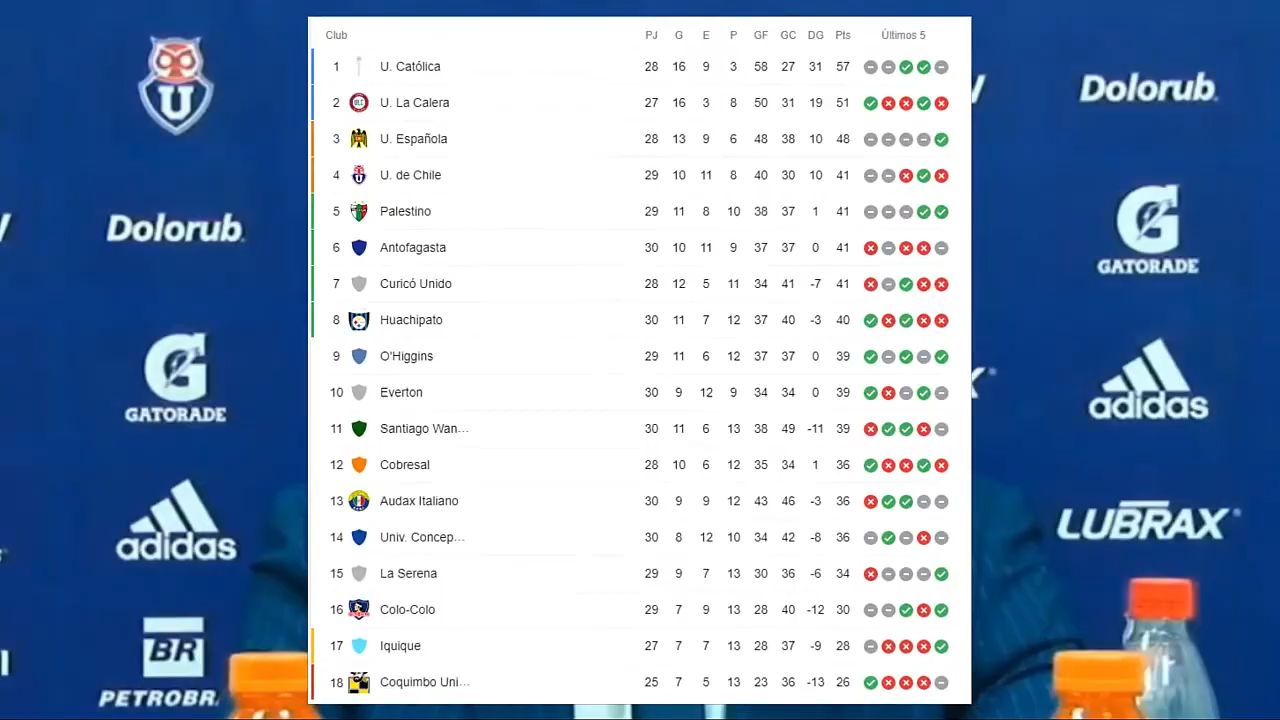 Club PJ G E P GF GC DG Pts Últimos 5
1 U. Católica 28 16 9 3 58 27 31 57
2 U. La Calera 27 16 3 8 50 31 19 51
3 U. Española 28 13 9 6 48 38 10 48
4 U. de Chile 29 10 11 8 40 30 10 41
5 Palestino 29 11 8 10 38 37 1 41
6 Antofagasta 30 10 11 9 37 37 0 41
7 Curicó Unido 28 12 5 11 34 41 -7 41
8 Huachipato 30 11 7 12 37 40 -3 40
9 O'Higgins 29 11 6 12 37 37 0 39
10 Everton 30 9 12 9 34 34 0 39
11 Santiago Wan... 30 11 6 13 38 49 -11 39
12 Cobresal 28 10 6 12 35 34 1 36
13 Audax Italiano 30 9 9 12 43 46 -3 36
14 Univ. Concep... 30 8 12 10 34 42 -8 36
15 La Serena 29 9 7 13 30 36 -6 34
16 Colo-Colo 29 7 9 13 28 40 -12 30
17 Iquique 27 7 7 13 28 37 -9 28
18 Coquimbo Uni... 25 7 5 13 23 36 -13 26
U
Dolorub.
G
GATORADE
adidas
BR
PETROBR
Dolorub.
G
GATORADE
adidas
LUBRAX